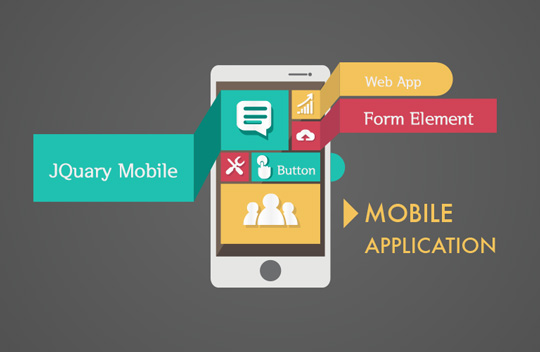 Web App
Form Element
JQuary Mobile
Button
MOBILE
APPLICATION